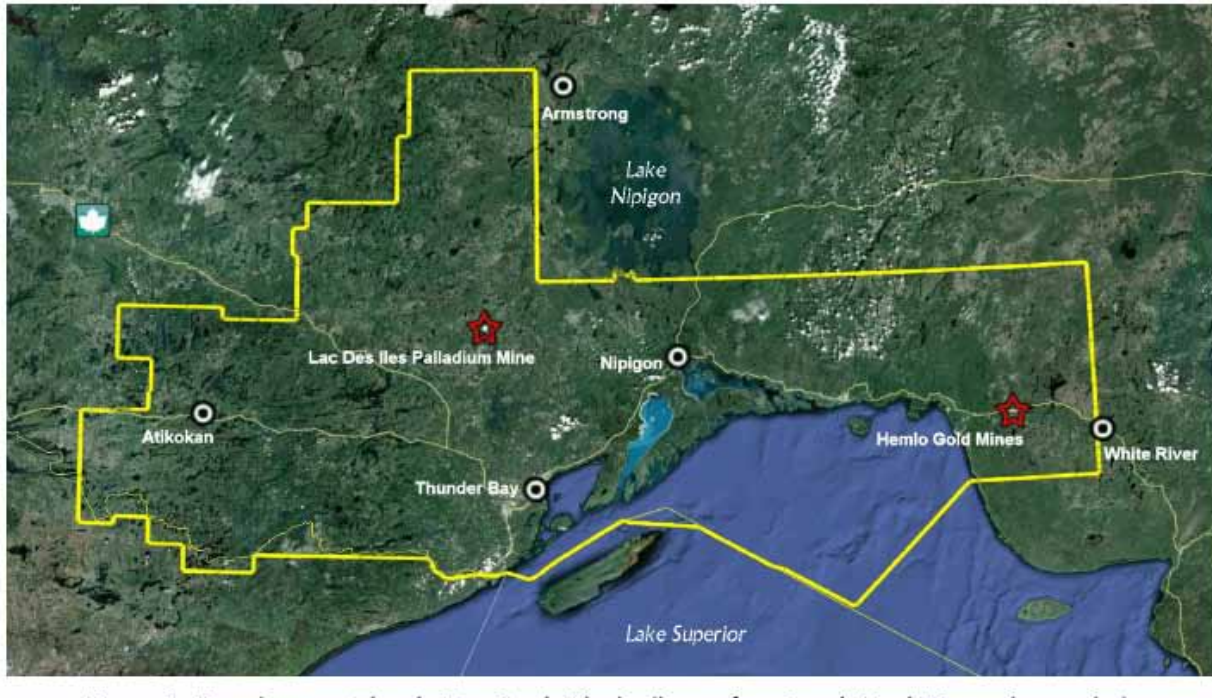 Armstrong
Lake
Nipigon
Lac Des Iles Palladium Mine
Nipigon
Atikokan
Hemlo Gold Mines
White River
Thunder Bay
Lake Superior